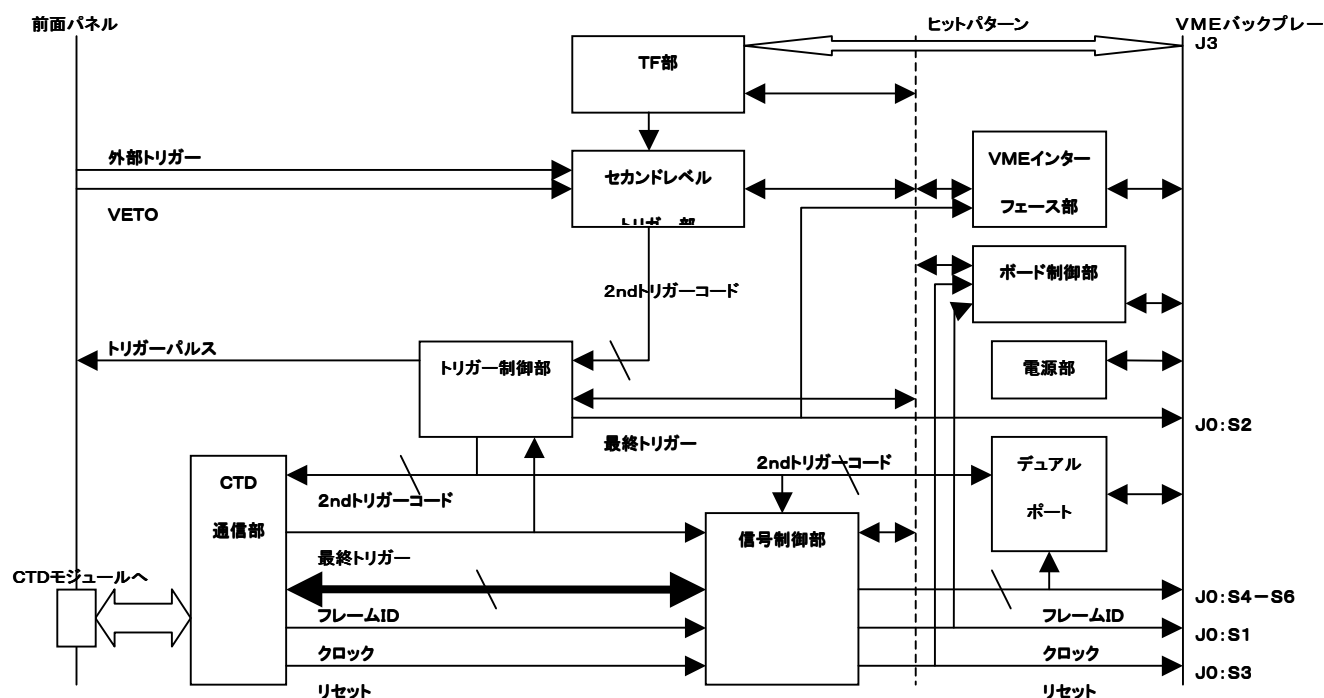 前面パネル
ヒットパターン
VMEバックプレー
J3
TF部
外部トリガー
VETO
セカンドレベル
トリガー部
VMEインター
フェース部
ボード制御部
2ndトリガーコード
トリガーパルス
トリガー制御部
電源部
J0:S2
最終トリガー
CTD
通信部
2ndトリガーコード
2ndトリガーコード
デュアル
ポート
信号制御部
最終トリガー
CTDモジュールへ
J0:S4-S6
フレームID
フレームID
J0:S1
クロック
クロック
J0:S3
リセット
リセット